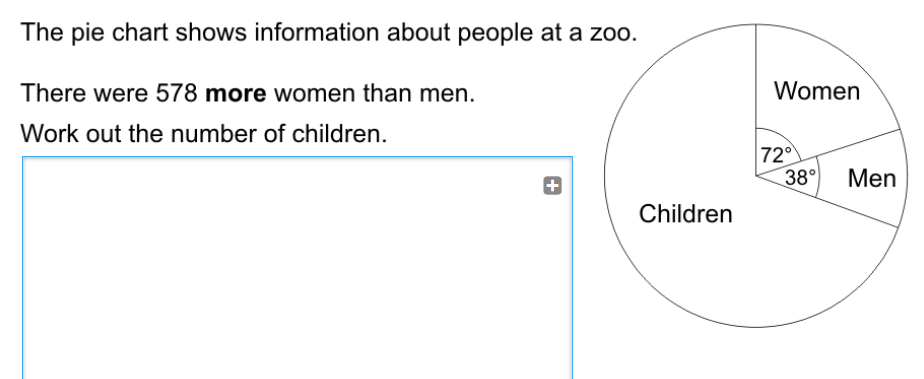 The pie chart shows information about people at a zoo.
There were 578 more women than men.
Work out the number of children.
Women
72°
38°
Men
Children